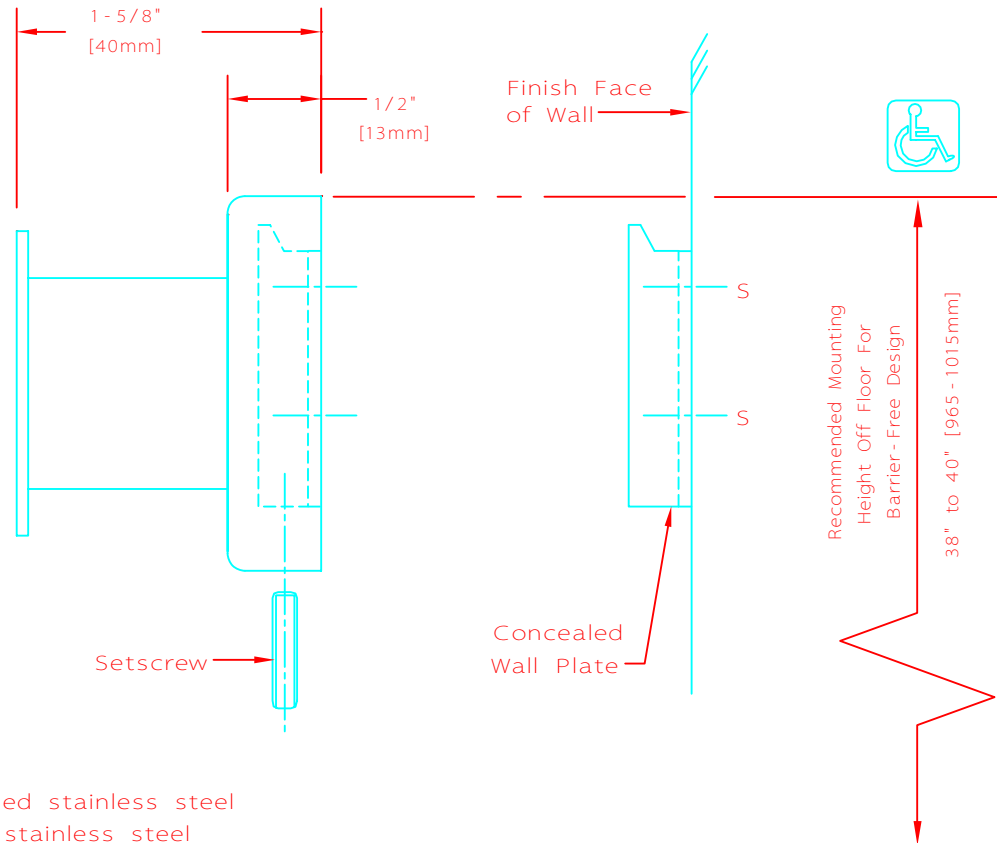 1-5/8"
[40mm]
1/2"
[13mm]
Finish Face
of Wall
S
S
Recommended Mounting
Height Off Floor For
Barrier-Free Design
38" to 40" [965-1015mm]
Setscrew
Concealed
Wall Plate
ed stainless steel
stainless steel